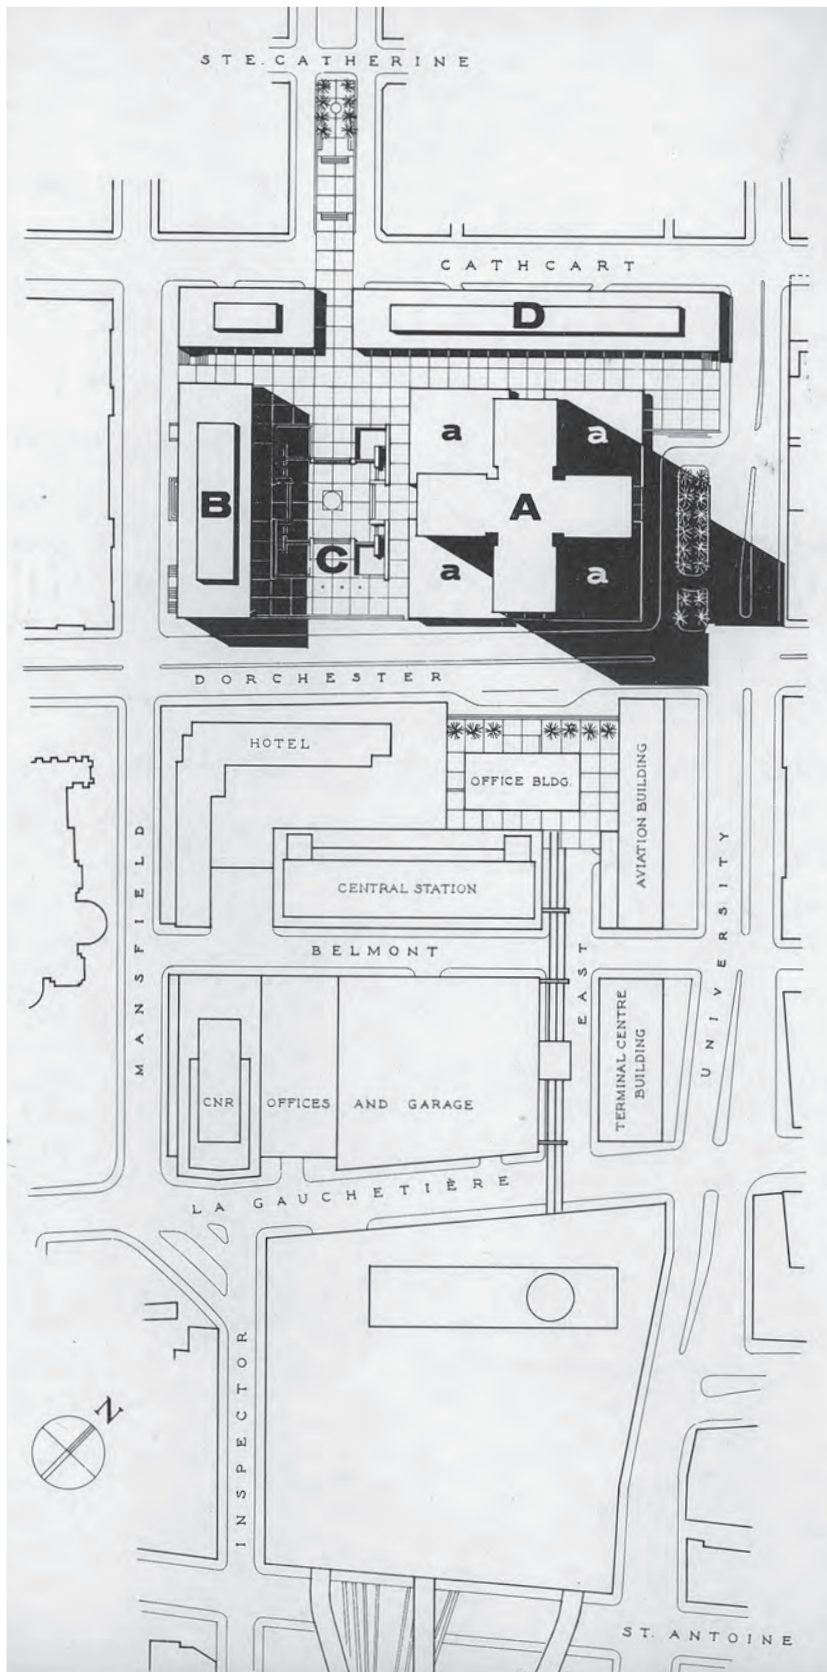 STE. CATHERINE
CATHCART
D
a
a
B
A
C
a
a
DORCHESTER
HOTEL
OFFICE BLDG.
AVIATION BUILDING
CENTRAL STATION
MANSFIELD
BELMONT
EAST
UNIVERSITY
TERMINAL CENTRE
BUILDING
CNR OFFICES AND GARAGE
LA GAUCHETIÈRE
INSPECTOR
N
ST. ANTOINE